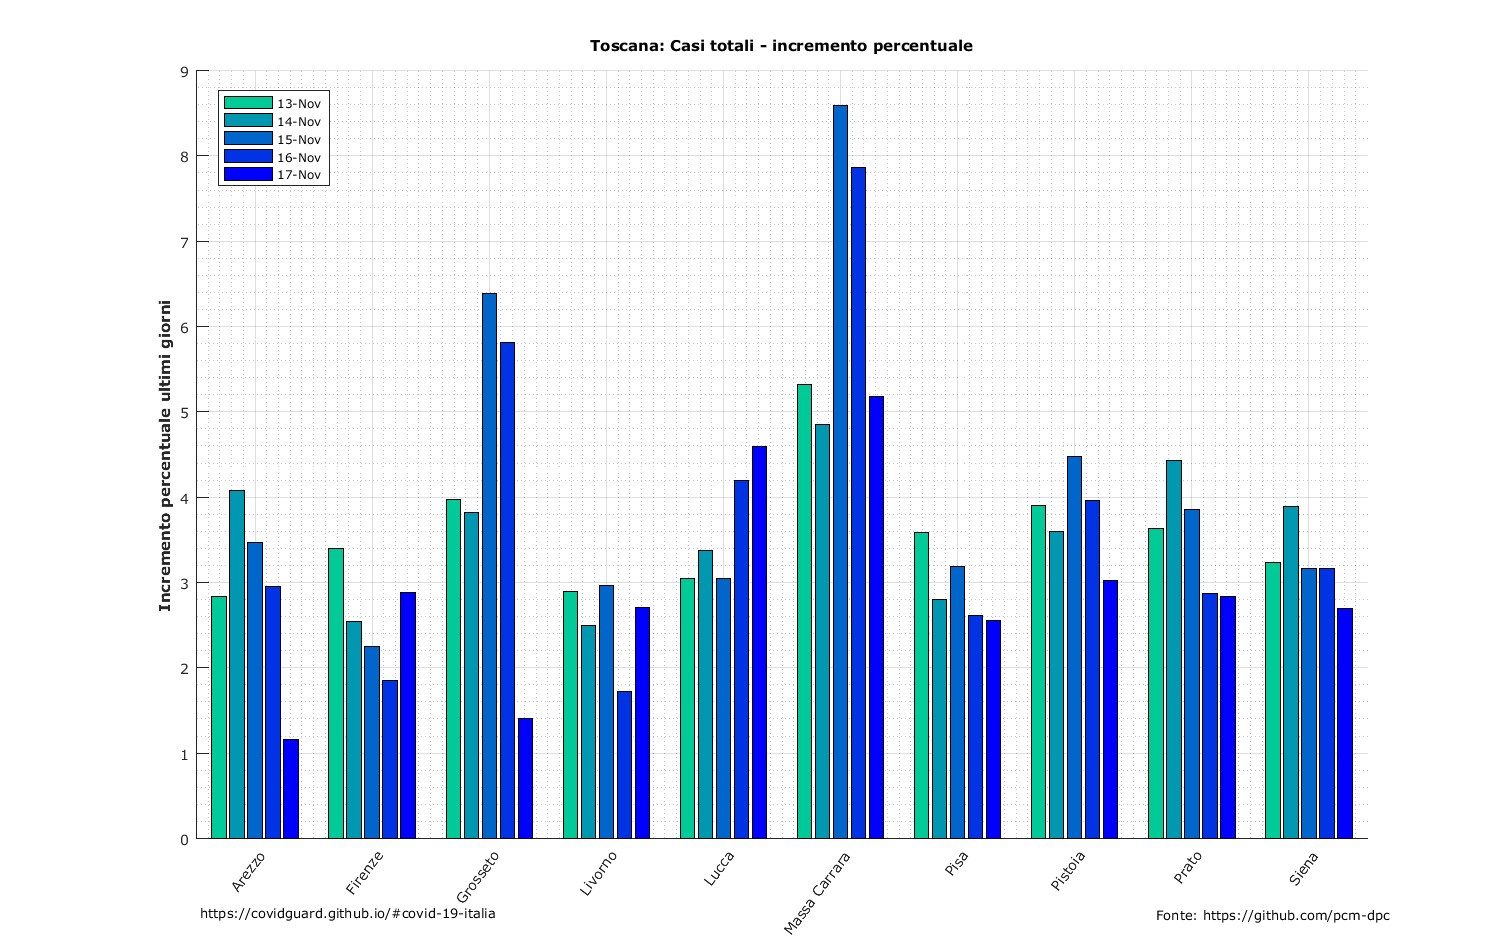 Toscana: Casi totali - incremento percentuale
Incremento percentuale ultimi giorni
9
8
7
6
5
4
3
2
1
0
13-Nov
14-Nov
15-Nov
16-Nov
17-Nov
Arezzo
Firenze
Grosseto
Livorno
Lucca
Massa Carrara
Pisa
Pistoia
Prato
Siena
https://covidguard.github.io/#covid-19-italia
Fonte: https://github.com/pcm-dpc